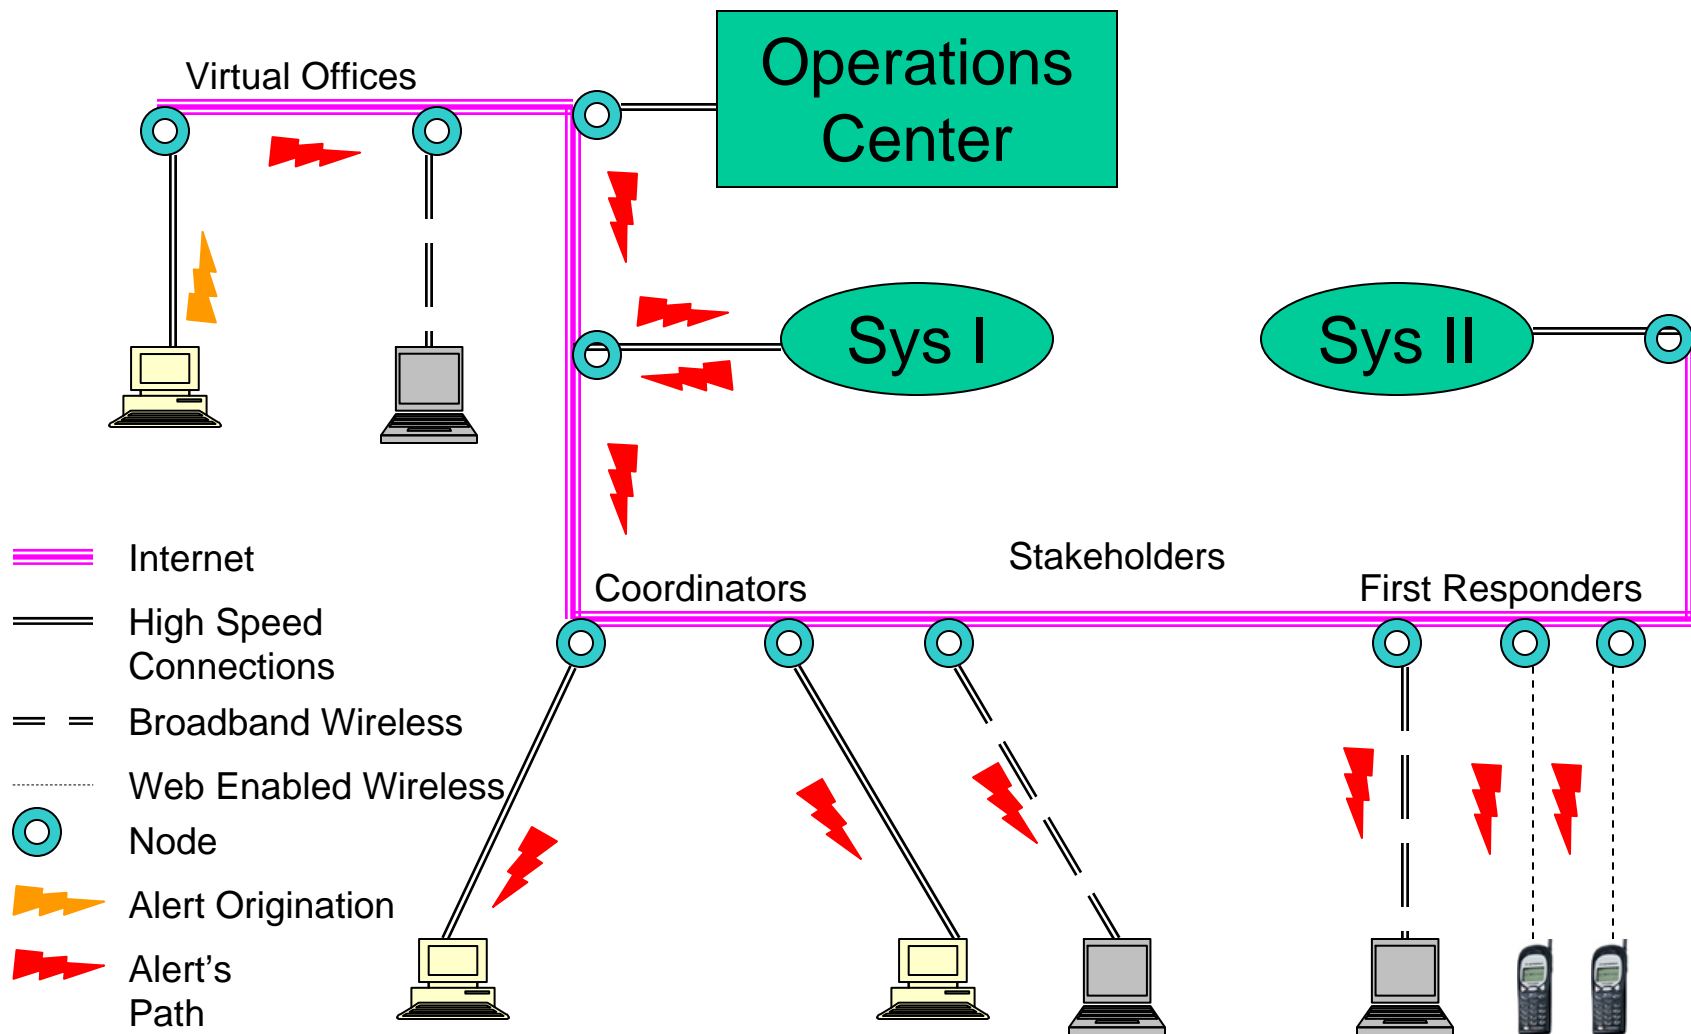 Operations
Center
Virtual Offices
Sys I
Sys II
Stakeholders
Coordinators
First Responders
Internet
High Speed
Connections
Broadband Wireless
Web Enabled Wireless
Node
Alert Origination
Alert’s
Path